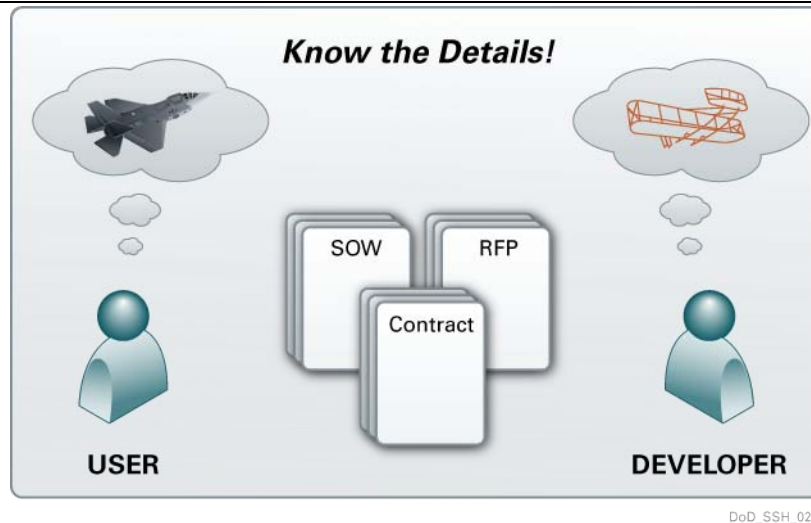 Know the Details!
SOW
RFP
Contract
USER
DEVELOPER
DoD_SSH_02